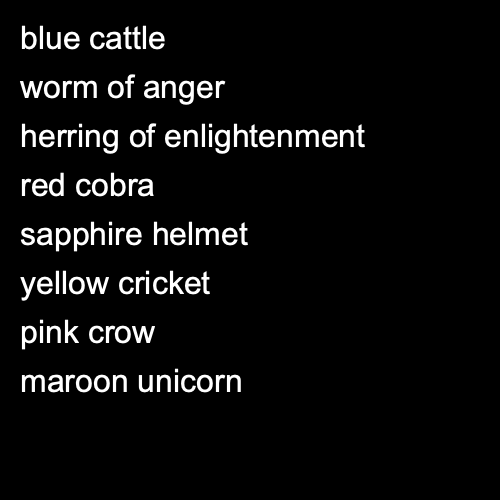 blue cattle
worm of anger
herring of enlightenment
red cobra
sapphire helmet
yellow cricket
pink crow
maroon unicorn